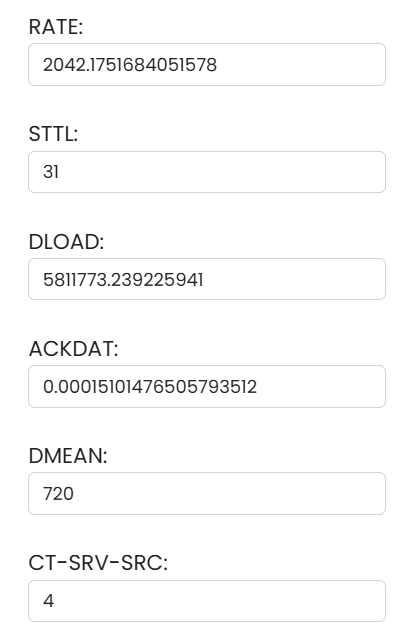 RATE:
2042.1751684051578
STTL:
31
DLOAD:
5811773.239225941
ACKDAT:
0.00015101476505793512
DMEAN:
720
CT-SRV-SRC:
4